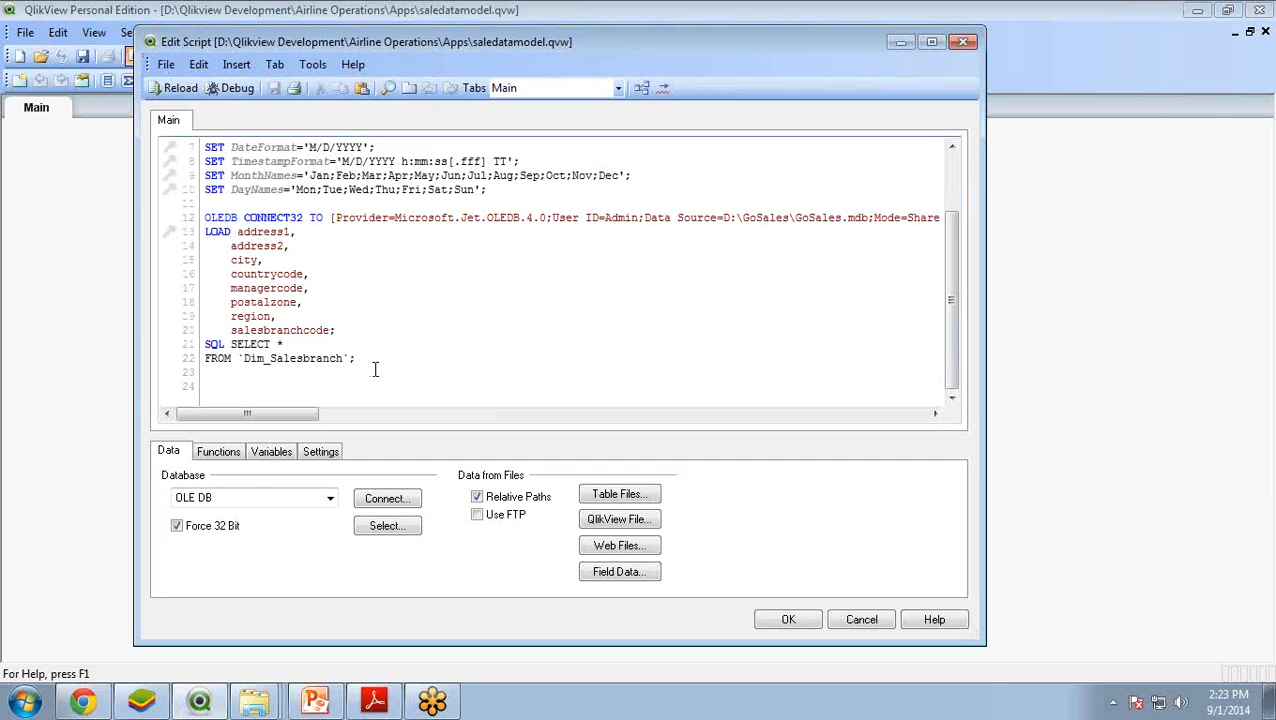 QlikView Personal Edition - [D:\Qlikview Development\Airline Operations\Apps\saledatamodel.qvw]
File Edit View
Edit Script [D:\Qlikview Development\Airline Operations\Apps\saledatamodel.qvw]
File Edit Insert Tab Tools Help
Reload Debug Tabs Main
Main
Main
7 SET DateFormat='M/D/YYYY';
8 SET TimestampFormat='M/D/YYYY h:mm:ss[.fff] TT';
9 SET MonthNames='Jan;Feb;Mar;Apr;May;Jun;Jul;Aug;Sep;Oct;Nov;Dec';
10 SET DayNames='Mon;Tue;Wed;Thu;Fri;Sat;Sun';
11
12 OLEDB CONNECT32 TO [Provider=Microsoft.Jet.OLEDB.4.0;User ID=Admin;Data Source=D:\GoSales\GoSales.mdb;Mode=Share
13 LOAD address1,
14 address2,
15 city,
16 countrycode,
17 managercode,
18 postalzone,
19 region,
20 salesbranchcode;
21 SQL SELECT *
22 FROM `Dim_Salesbranch`;
23
24
Data Functions Variables Settings
Database
OLE DB Connect...
Force 32 Bit Select...
Data from Files
Relative Paths Table Files...
Use FTP QlikView File...
Web Files...
Field Data...
OK Cancel Help
For Help, press F1
2:23 PM
9/1/2014